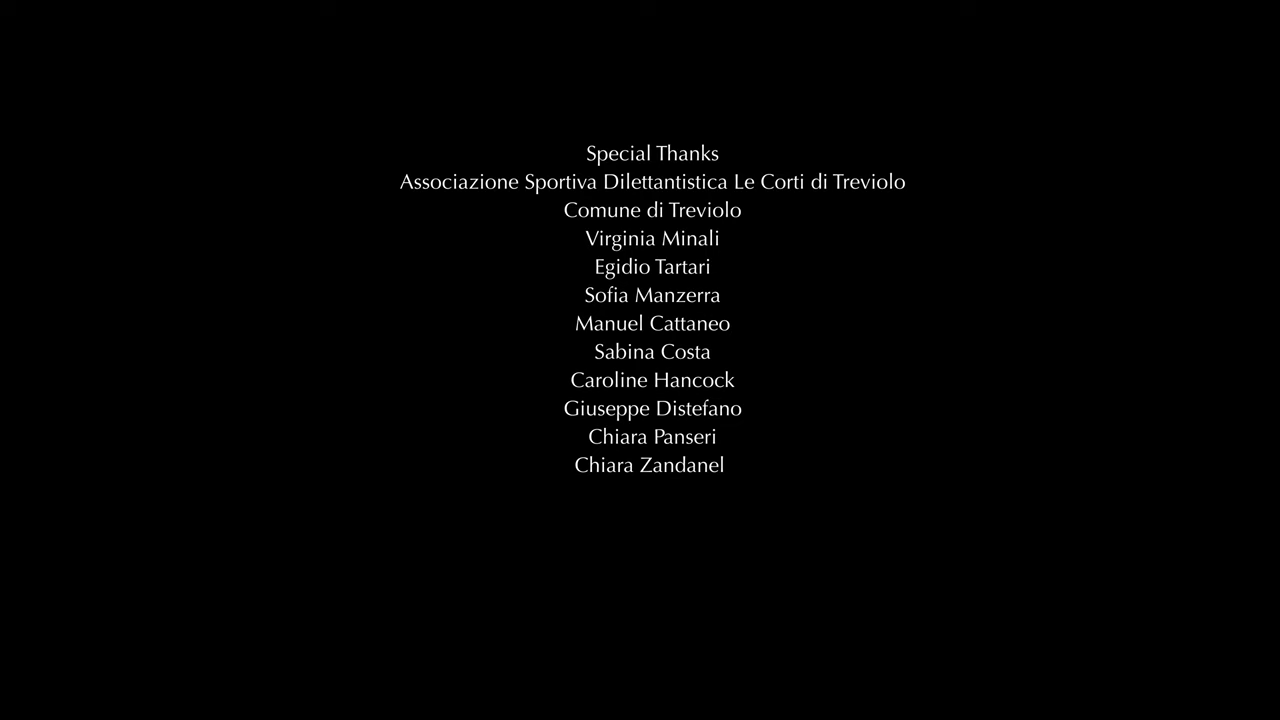 Special Thanks
Associazione Sportiva Dilettantistica Le Corti di Treviolo
Comune di Treviolo
Virginia Minali
Egidio Tartari
Sofia Manzerra
Manuel Cattaneo
Sabina Costa
Caroline Hancock
Giuseppe Distefano
Chiara Panseri
Chiara Zandanel